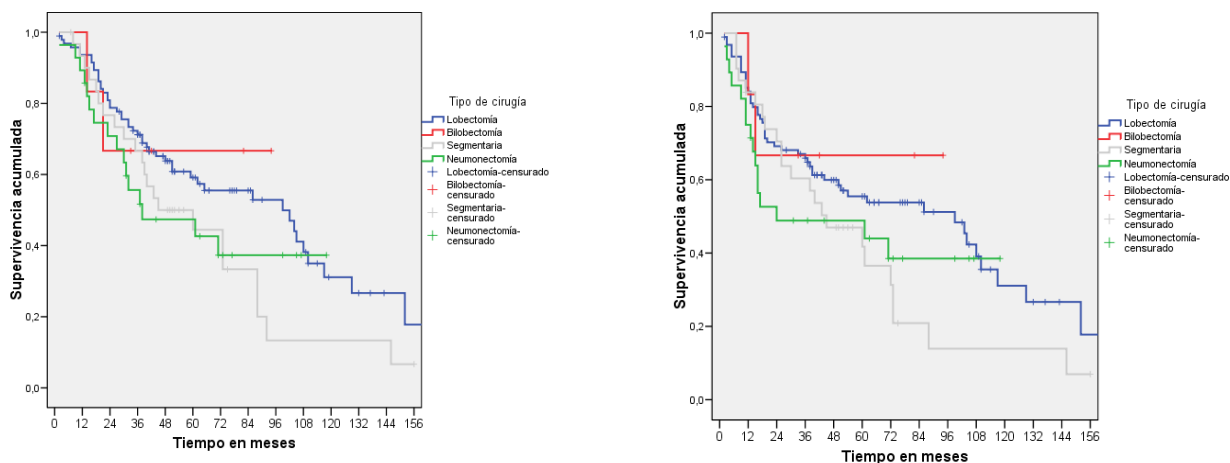 1,0
0,8
0,6
0,4
0,2
0,0
Supervivencia acumulada
0 12 24 36 48 60 72 84 96 108 120 132 144 156
Tiempo en meses
Tipo de cirugía
Lobectomía
Bilobectomía
Segmentaria
Neumonectomía
Lobectomía-censurado
Bilobectomía-
censurado
Segmentaria-
censurado
Neumonectomía-
censurado
1,0
0,8
0,6
0,4
0,2
0,0
Supervivencia acumulada
0 12 24 36 48 60 72 84 96 108 120 132 144 156
Tiempo en meses
Tipo de cirugía
Lobectomía
Bilobectomía
Segmentaria
Neumonectomía
Lobectomía-censurado
Bilobectomía-
censurado
Segmentaria-
censurado
Neumonectomía-
censurado